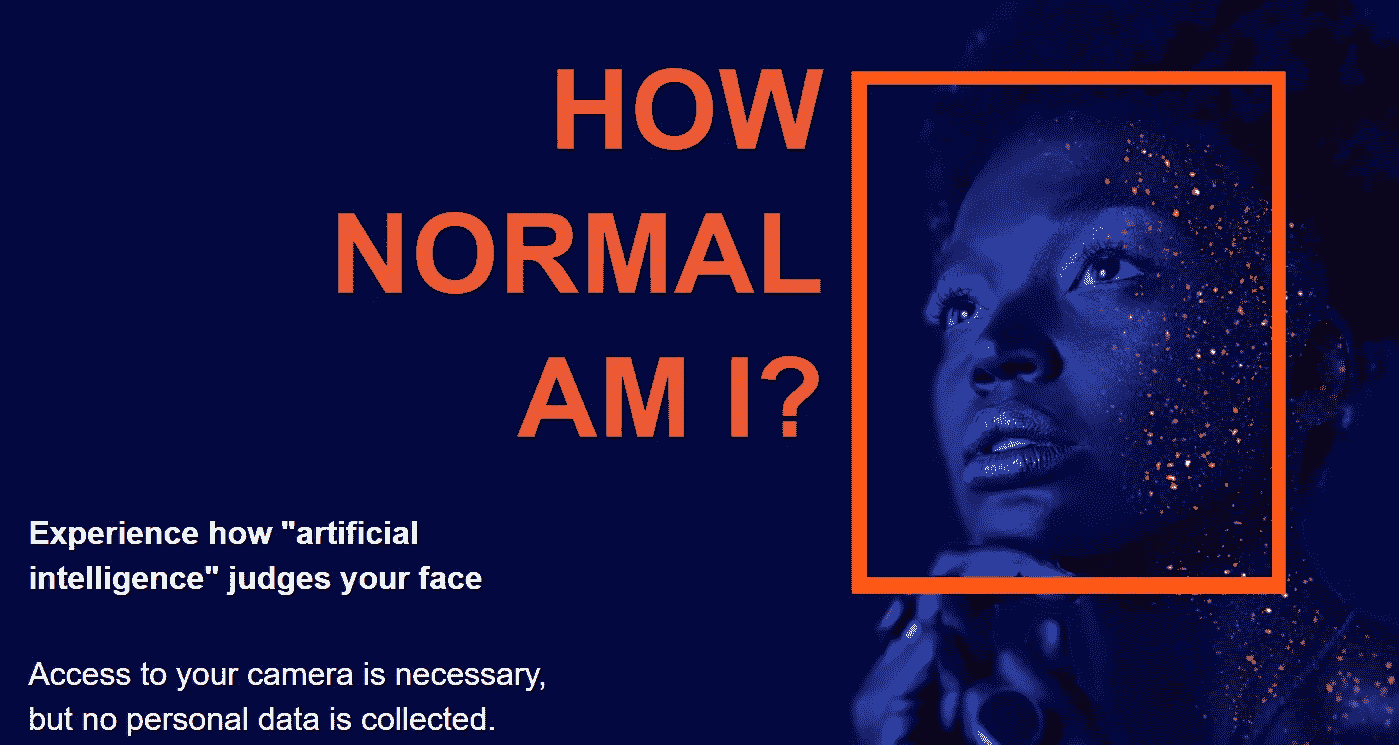 HOW
NORMAL
AM I?
Experience how "artificial
intelligence" judges your face
Access to your camera is necessary,
but no personal data is collected.